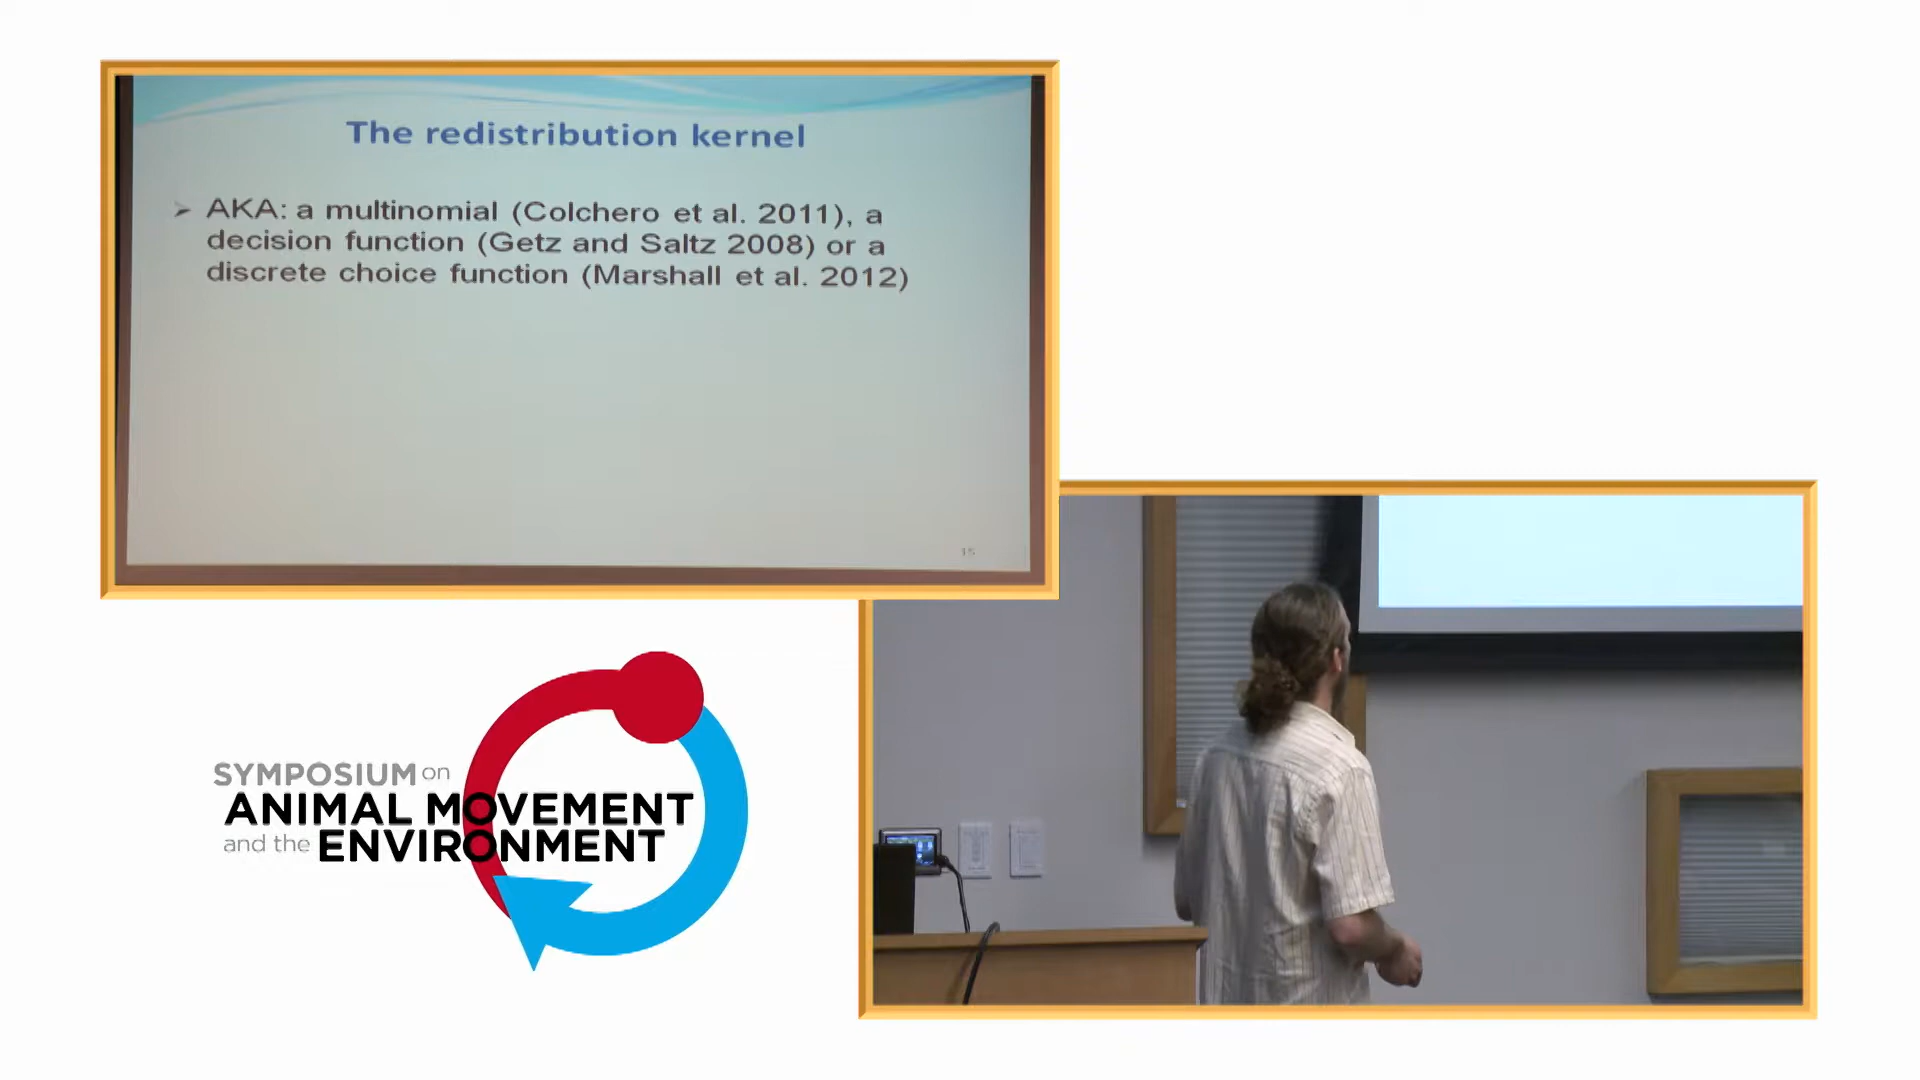 The redistribution kernel
➢ AKA: a multinomial (Colchero et al. 2011), a
decision function (Getz and Saltz 2008) or a
discrete choice function (Marshall et al. 2012)
15
SYMPOSIUM on
ANIMAL MOVEMENT
and the ENVIRONMENT